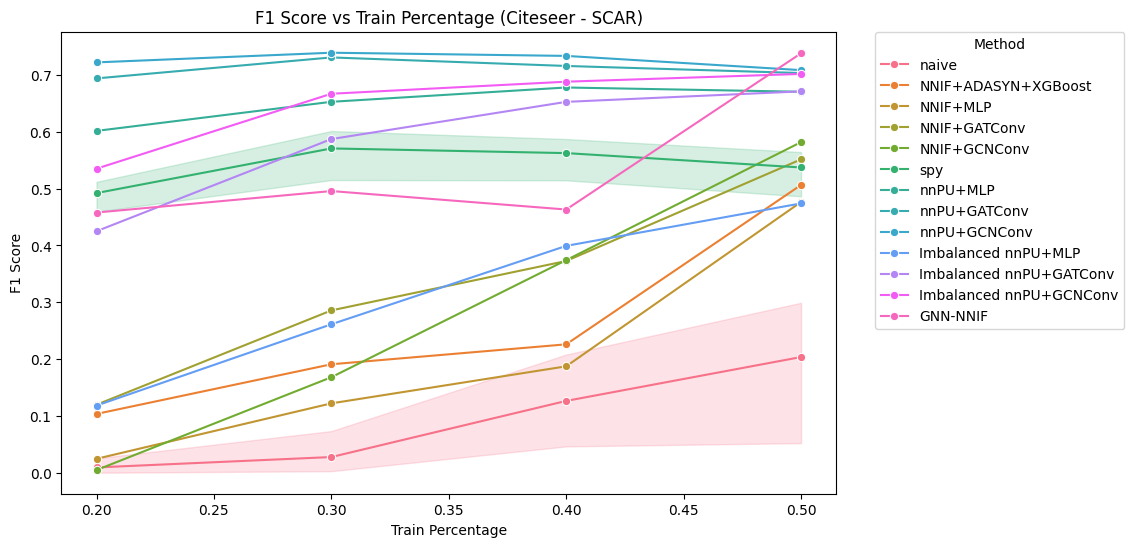 F1 Score vs Train Percentage (Citeseer - SCAR)
F1 Score
0.7
0.6
0.5
0.4
0.3
0.2
0.1
0.0
0.20
0.25
0.30
0.35
0.40
0.45
0.50
Train Percentage
Method
naive
NNIF+ADASYN+XGBoost
NNIF+MLP
NNIF+GATConv
NNIF+GCNConv
spy
nnPU+MLP
nnPU+GATConv
nnPU+GCNConv
Imbalanced nnPU+MLP
Imbalanced nnPU+GATConv
Imbalanced nnPU+GCNConv
GNN-NNIF